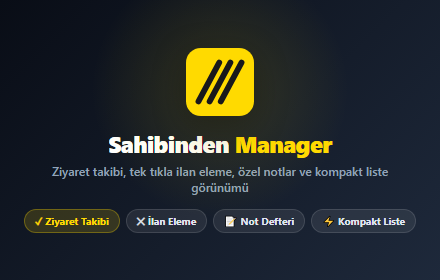 Sahibinden Manager
Ziyaret takibi, tek tıkla ilan eleme, özel notlar ve kompakt liste
görünümü
✓ Ziyaret Takibi ✕ İlan Eleme 📝 Not Defteri ⚡ Kompakt Liste